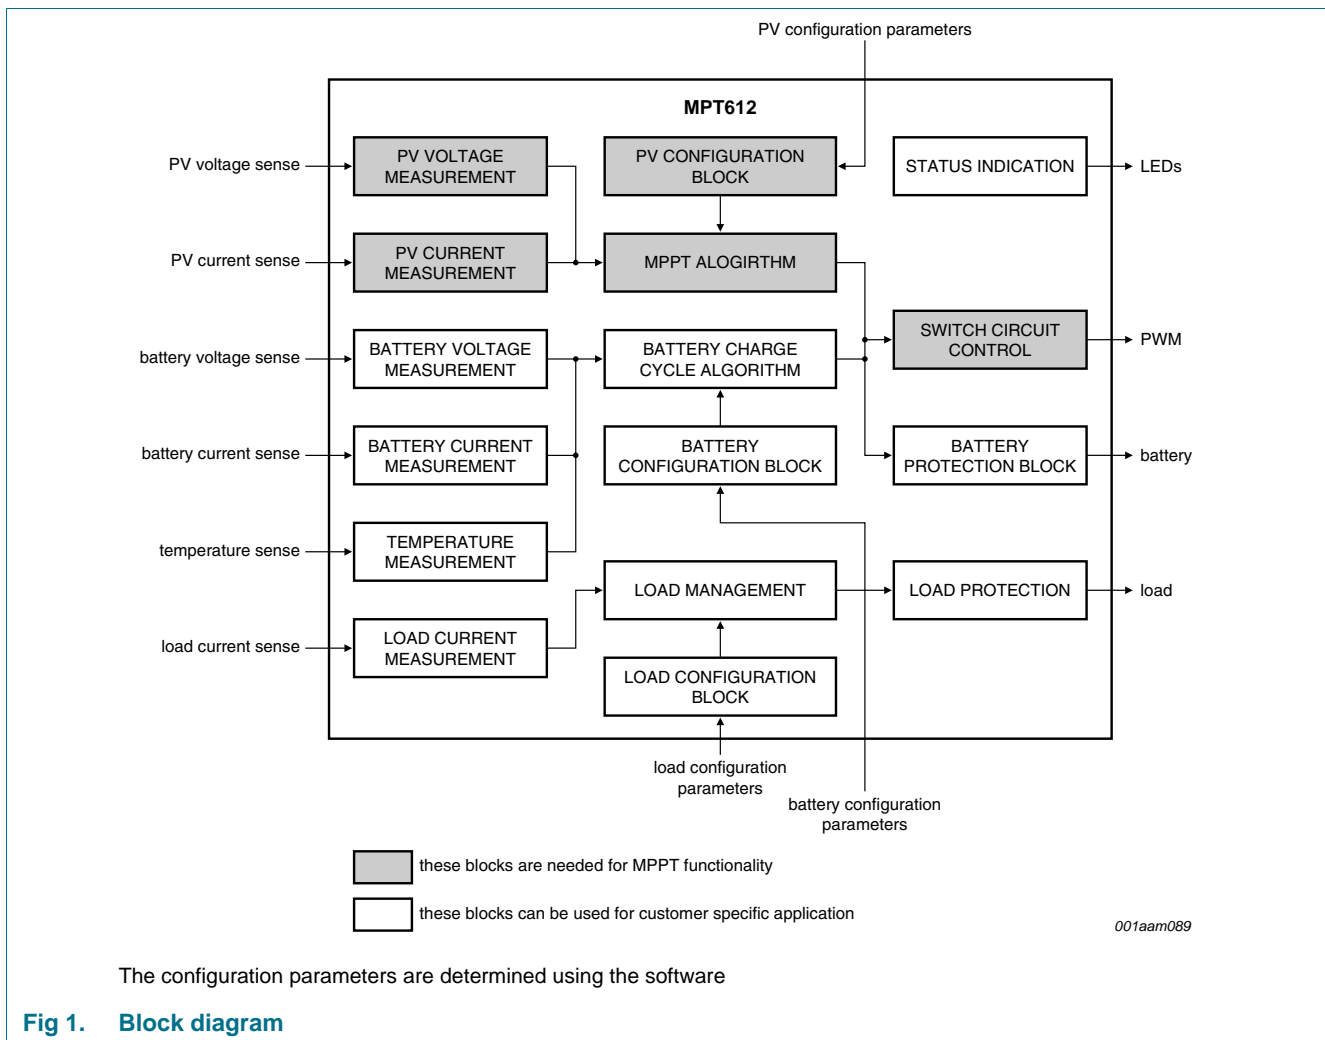 PV configuration parameters
MPT612
PV voltage sense
PV VOLTAGE
MEASUREMENT
PV CONFIGURATION
BLOCK
STATUS INDICATION
LEDs
PV current sense
PV CURRENT
MEASUREMENT
MPPT ALOGIRTHM
SWITCH CIRCUIT
CONTROL
PWM
battery voltage sense
BATTERY VOLTAGE
MEASUREMENT
BATTERY CHARGE
CYCLE ALGORITHM
battery current sense
BATTERY CURRENT
MEASUREMENT
BATTERY
CONFIGURATION BLOCK
BATTERY
PROTECTION BLOCK
battery
temperature sense
TEMPERATURE
MEASUREMENT
LOAD MANAGEMENT
LOAD PROTECTION
load
load current sense
LOAD CURRENT
MEASUREMENT
LOAD CONFIGURATION
BLOCK
load configuration
parameters
battery configuration
parameters
these blocks are needed for MPPT functionality
these blocks can be used for customer specific application
001aam089
The configuration parameters are determined using the software
Fig 1. Block diagram